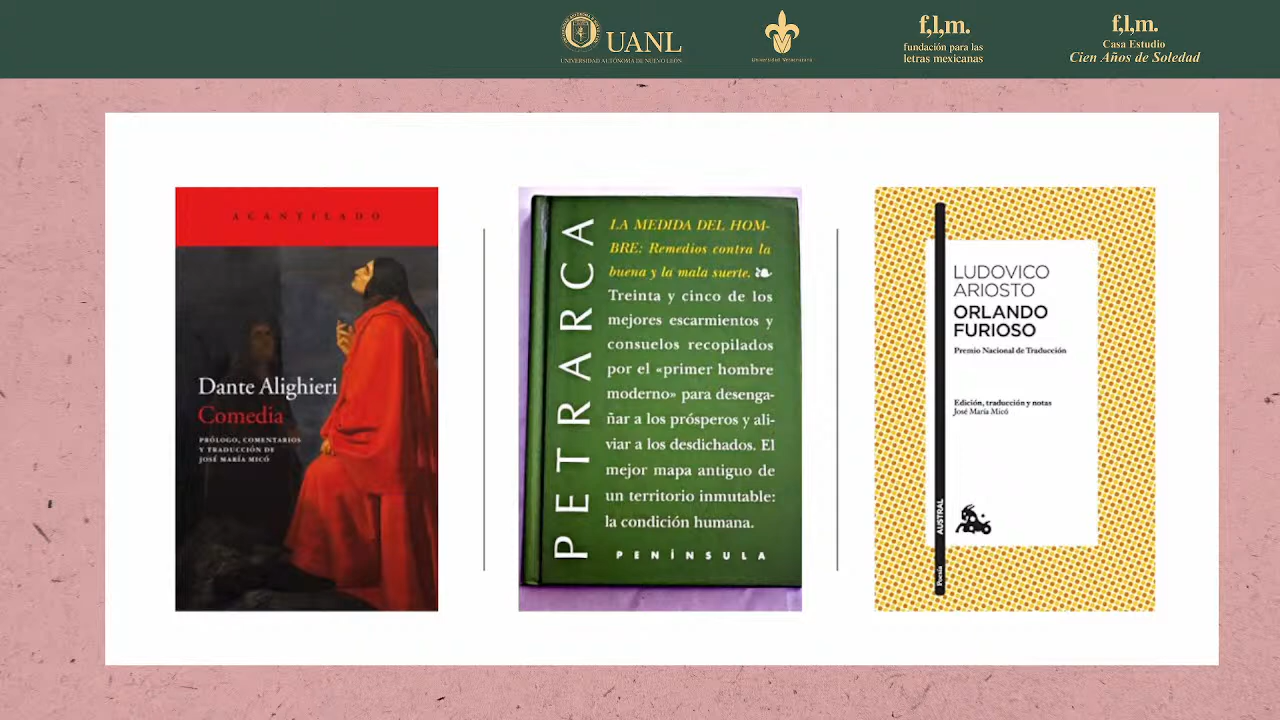 UANL
UNIVERSIDAD AUTÓNOMA DE NUEVO LEÓN
Universidad Veracruzana
f,l,m.
fundación para las
letras mexicanas
f,l,m.
Casa Estudio
Cien Años de Soledad
ACANTILADO
Dante Alighieri
Comedia
PRÓLOGO, COMENTARIOS
Y TRADUCCIÓN DE
JOSÉ MARÍA MICÓ
PETRARCA
LA MEDIDA DEL HOM-
BRE: Remedios contra la
buena y la mala suerte.
Treinta y cinco de los
mejores escarmientos y
consuelos recopilados
por el «primer hombre
moderno» para desenga-
ñar a los prósperos y ali-
viar a los desdichados. El
mejor mapa antiguo de
un territorio inmutable:
la condición humana.
PENÍNSULA
LUDOVICO
ARIOSTO
ORLANDO
FURIOSO
Premio Nacional de Traducción
Edición, traducción y notas
José María Micó
AUSTRAL
Poesía